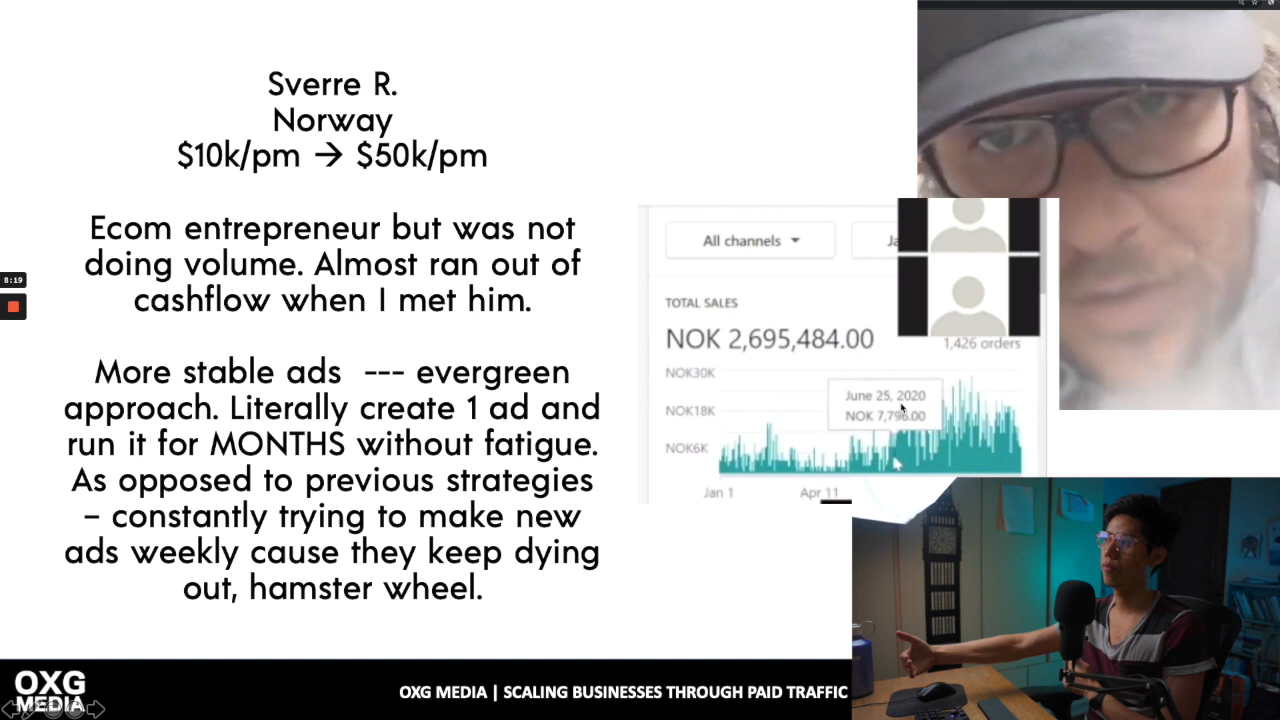 Sverre R.
Norway
$10k/pm → $50k/pm
Ecom entrepreneur but was not
doing volume. Almost ran out of
cashflow when I met him.
More stable ads --- evergreen
approach. Literally create 1 ad and
run it for MONTHS without fatigue.
As opposed to previous strategies
– constantly trying to make new
ads weekly cause they keep dying
out, hamster wheel.
8:19
All channels
Ja
TOTAL SALES
NOK 2,695,484.00
1,426 orders
NOK30K
June 25, 2020
NOK18K
NOK 7,796.00
NOK6K
Jan 1
Apr 11
OXG
MEDIA
OXG MEDIA | SCALING BUSINESSES THROUGH PAID TRAFFIC